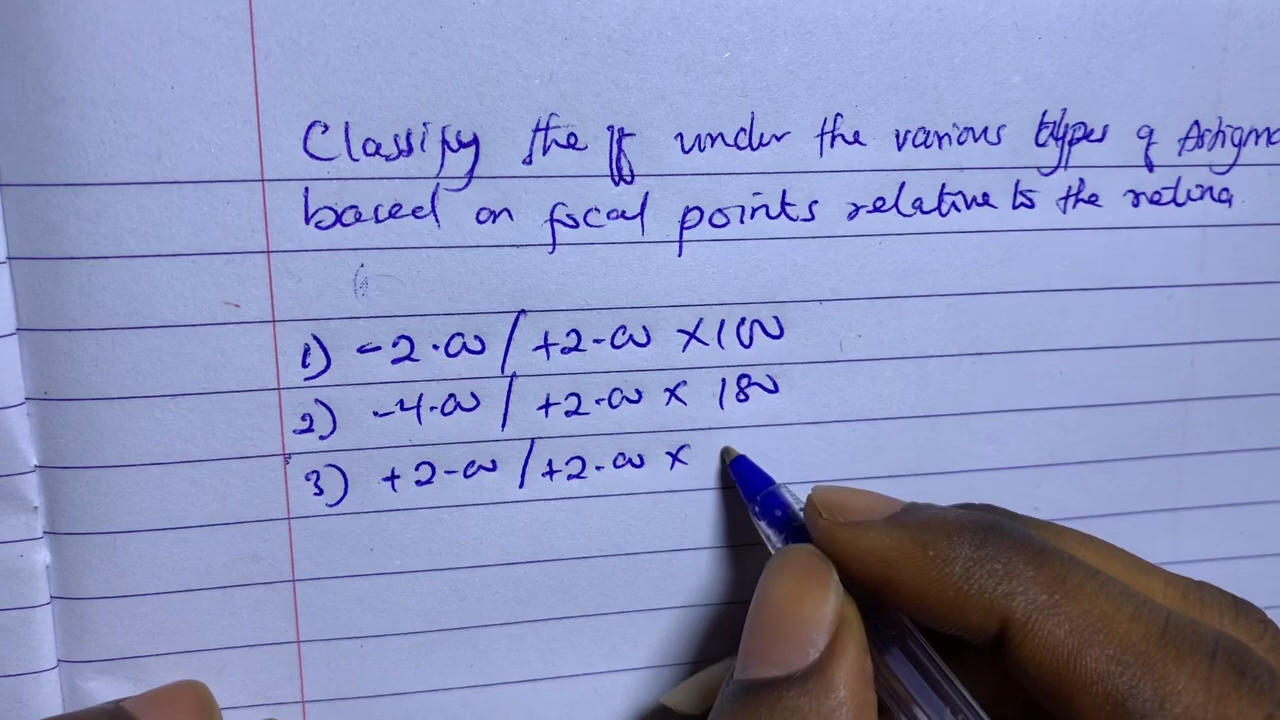 Classify the ff under the various types of Astigma
based on focal points relative to the retina.
1) -2.00 / +2.00 × 100
2) -4.00 / +2.00 × 180
3) +2.00 / +2.00 ×